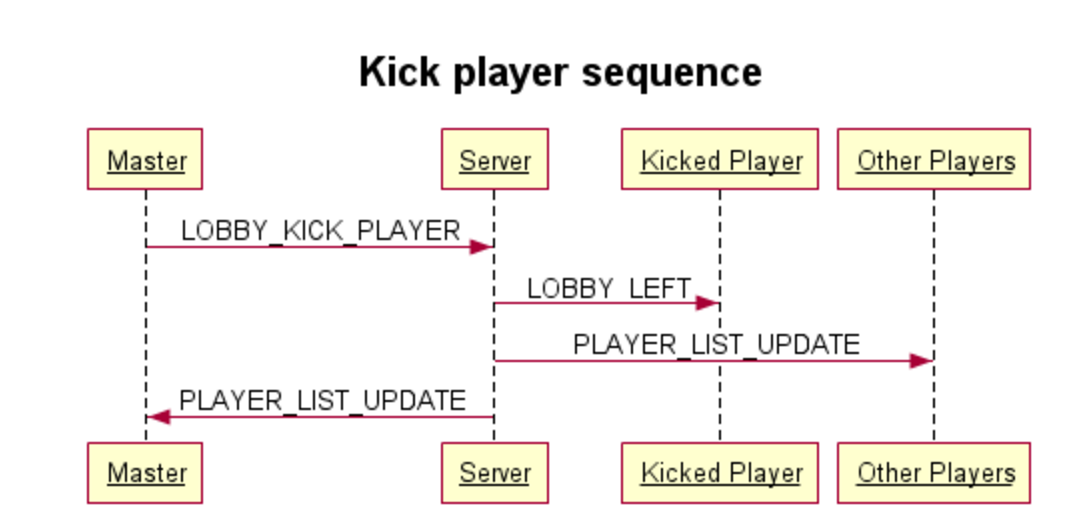 Kick player sequence
Master Server Kicked Player Other Players
LOBBY_KICK_PLAYER
LOBBY_LEFT
PLAYER_LIST_UPDATE
PLAYER_LIST_UPDATE
Master Server Kicked Player Other Players